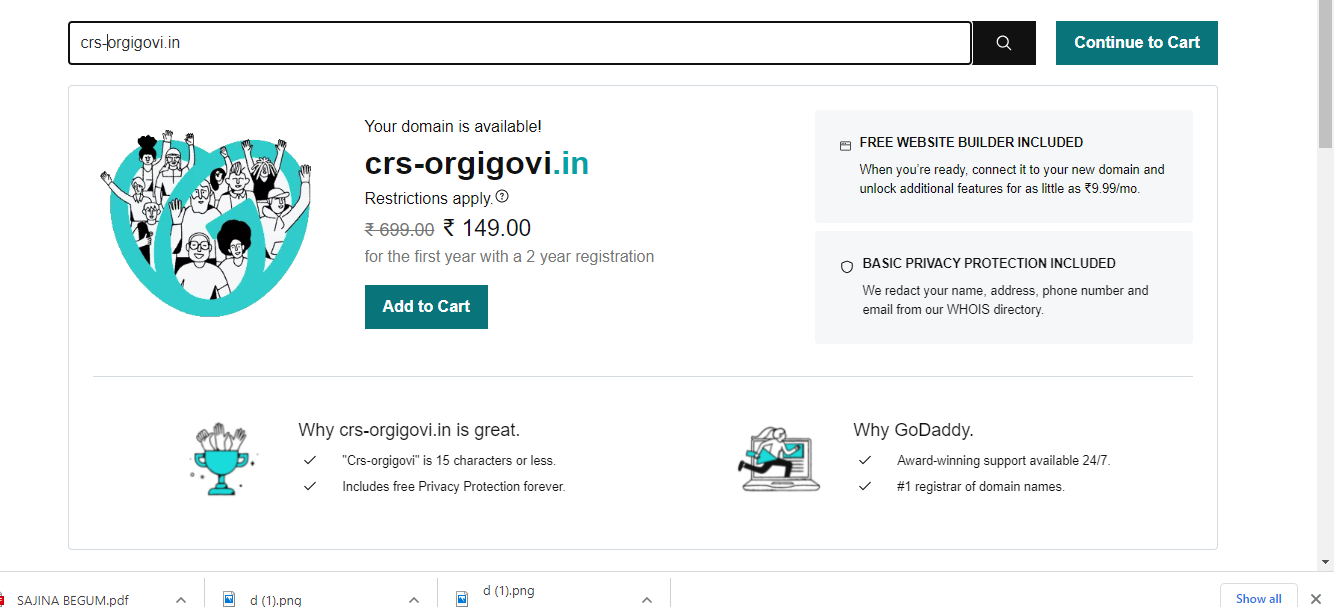 crs-orgigovi.in
Continue to Cart
Your domain is available!
crs-orgigovi.in
Restrictions apply.
₹ 699.00 ₹ 149.00
for the first year with a 2 year registration
Add to Cart
FREE WEBSITE BUILDER INCLUDED
When you're ready, connect it to your new domain and
unlock additional features for as little as ₹9.99/mo.
BASIC PRIVACY PROTECTION INCLUDED
We redact your name, address, phone number and
email from our WHOIS directory.
Why crs-orgigovi.in is great.
"Crs-orgigovi" is 15 characters or less.
Includes free Privacy Protection forever.
Why GoDaddy.
Award-winning support available 24/7.
#1 registrar of domain names.
SAJINA BEGUM.pdf
d (1).png
d (1).png
Show all